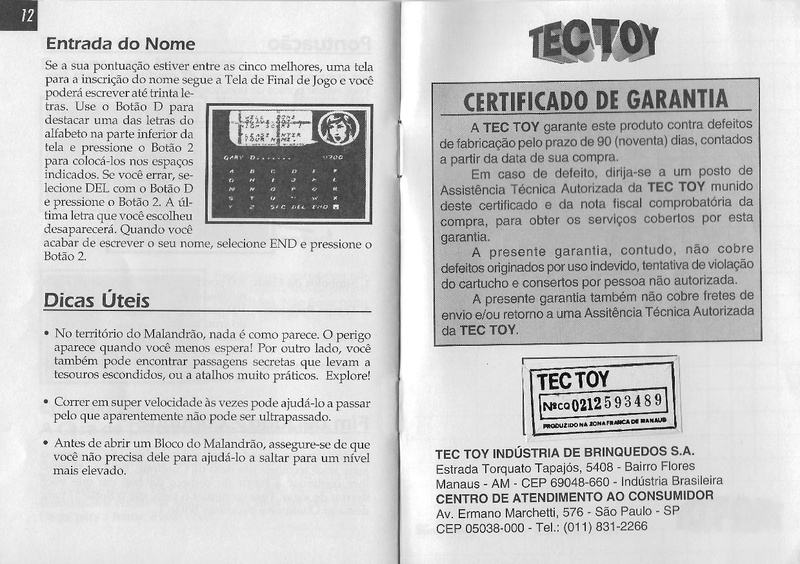 12
Entrada do Nome
Se a sua pontuação estiver entre as cinco melhores, uma tela
para a inscrição do nome segue a Tela de Final de Jogo e você
poderá escrever até trinta le-
tras. Use o Botão D para
destacar uma das letras do
alfabeto na parte inferior da
tela e pressione o Botão 2
para colocá-los nos espaços
indicados. Se você errar, se-
lecione DEL com o Botão D
e pressione o Botão 2. A úl-
tima letra que você escolheu
desaparecerá. Quando você
acabar de escrever o seu nome, selecione END e pressione o
Botão 2.
WELL DONE
PLEASE ENTER
YOUR NAME.
GARY D.......
A B C D E F
G H I J K L
M N O P Q R
S T U V W X
Y Z SPC DEL END
Dicas Úteis
• No território do Malandrão, nada é como parece. O perigo
aparece quando você menos espera! Por outro lado, você
também pode encontrar passagens secretas que levam a
tesouros escondidos, ou a atalhos muito práticos. Explore!
• Correr em super velocidade às vezes pode ajudá-lo a passar
pelo que aparentemente não pode ser ultrapassado.
• Antes de abrir um Bloco do Malandrão, assegure-se de que
você não precisa dele para ajudá-lo a saltar para um nível
mais elevado.
TEC TOY
CERTIFICADO DE GARANTIA
A TEC TOY garante este produto contra defeitos
de fabricação pelo prazo de 90 (noventa) dias, contados
a partir da data de sua compra.
Em caso de defeito, dirija-se a um posto de
Assistência Técnica Autorizada da TEC TOY munido
deste certificado e da nota fiscal comprobatória da
compra, para obter os serviços cobertos por esta
garantia.
A presente garantia, contudo, não cobre
defeitos originados por uso indevido, tentativa de violação
do cartucho e consertos por pessoa não autorizada.
A presente garantia também não cobre fretes de
envio e/ou retorno a uma Assitência Técnica Autorizada
da TEC TOY.
TEC TOY
Nº CQ 0212593489
PRODUZIDO NA ZONA FRANCA DE MANAUS
TEC TOY INDÚSTRIA DE BRINQUEDOS S.A.
Estrada Torquato Tapajós, 5408 - Bairro Flores
Manaus - AM - CEP 69048-660 - Indústria Brasileira
CENTRO DE ATENDIMENTO AO CONSUMIDOR
Av. Ermano Marchetti, 576 - São Paulo - SP
CEP 05038-000 - Tel.: (011) 831-2266